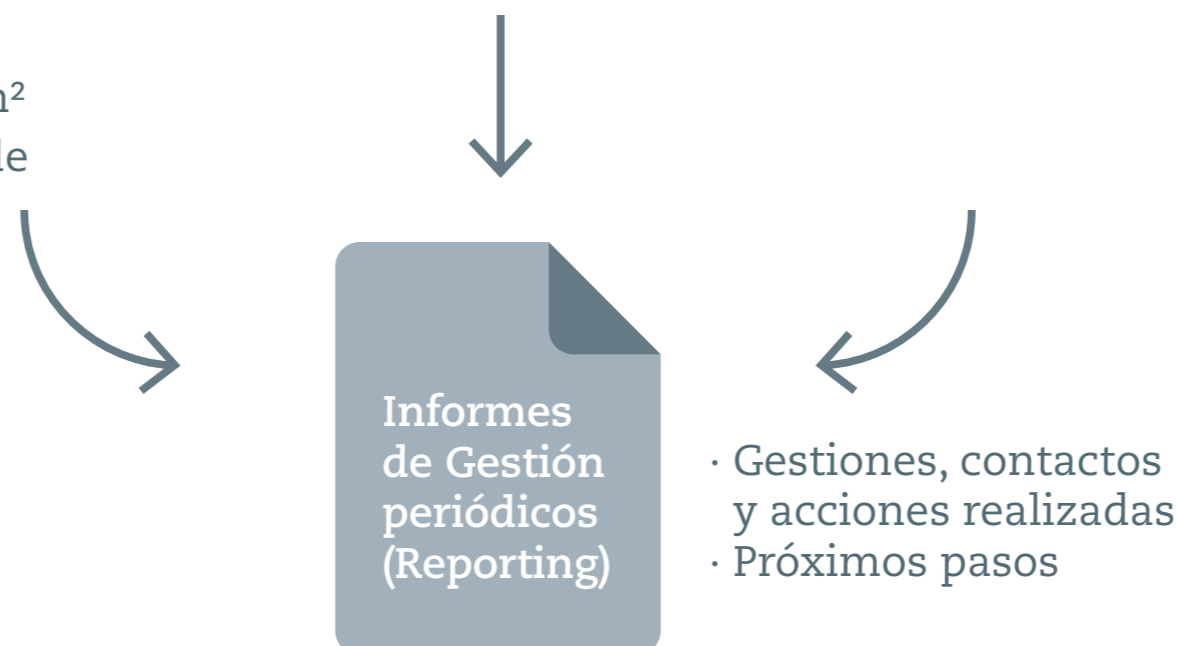 Informes
de Gestión
periódicos
(Reporting)
· Gestiones, contactos
y acciones realizadas
· Próximos pasos